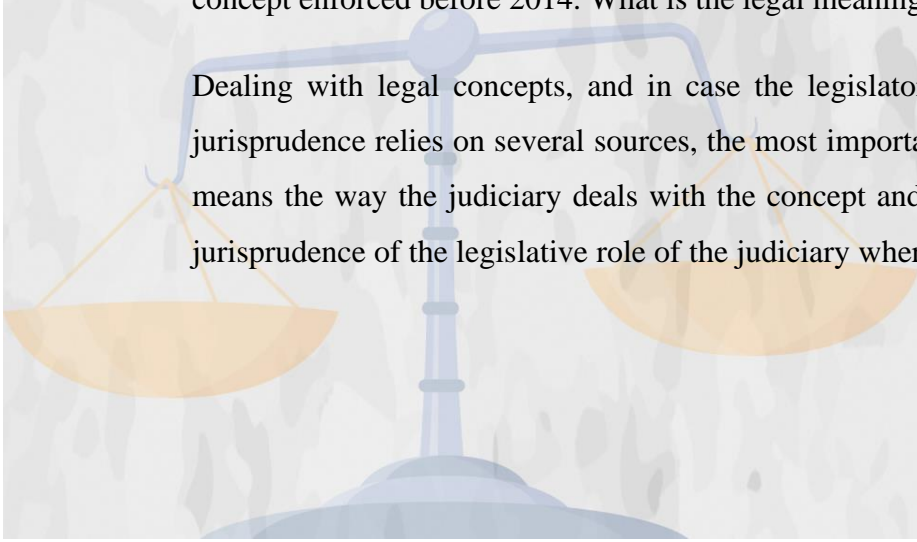 concept enforced before 2014. What is the legal meaning
Dealing with legal concepts, and in case the legislato
jurisprudence relies on several sources, the most importa
means the way the judiciary deals with the concept and
jurisprudence of the legislative role of the judiciary wher